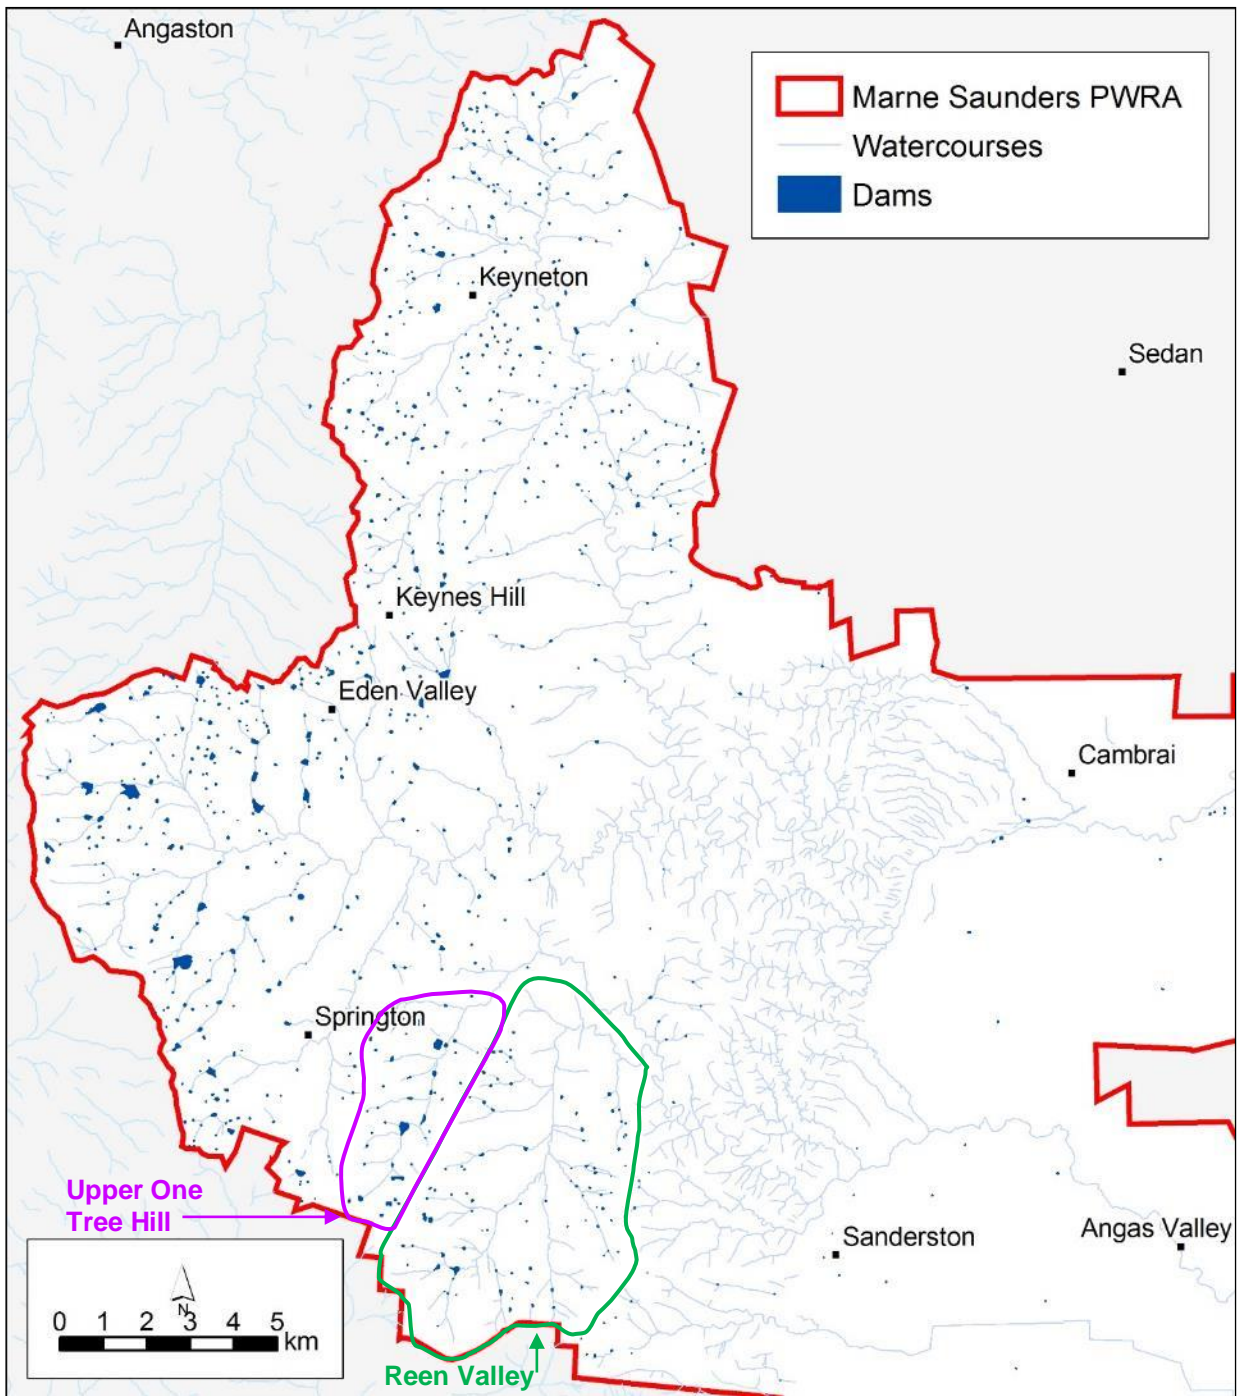 Angaston
Marne Saunders PWRA
Watercourses
Dams
Keyneton
Sedan
Keynes Hill
Eden Valley
Cambrai
Springton
Upper One
Tree Hill
Sanderston
Angas Valley
N
0 1 2 3 4 5
km
Reen Valley